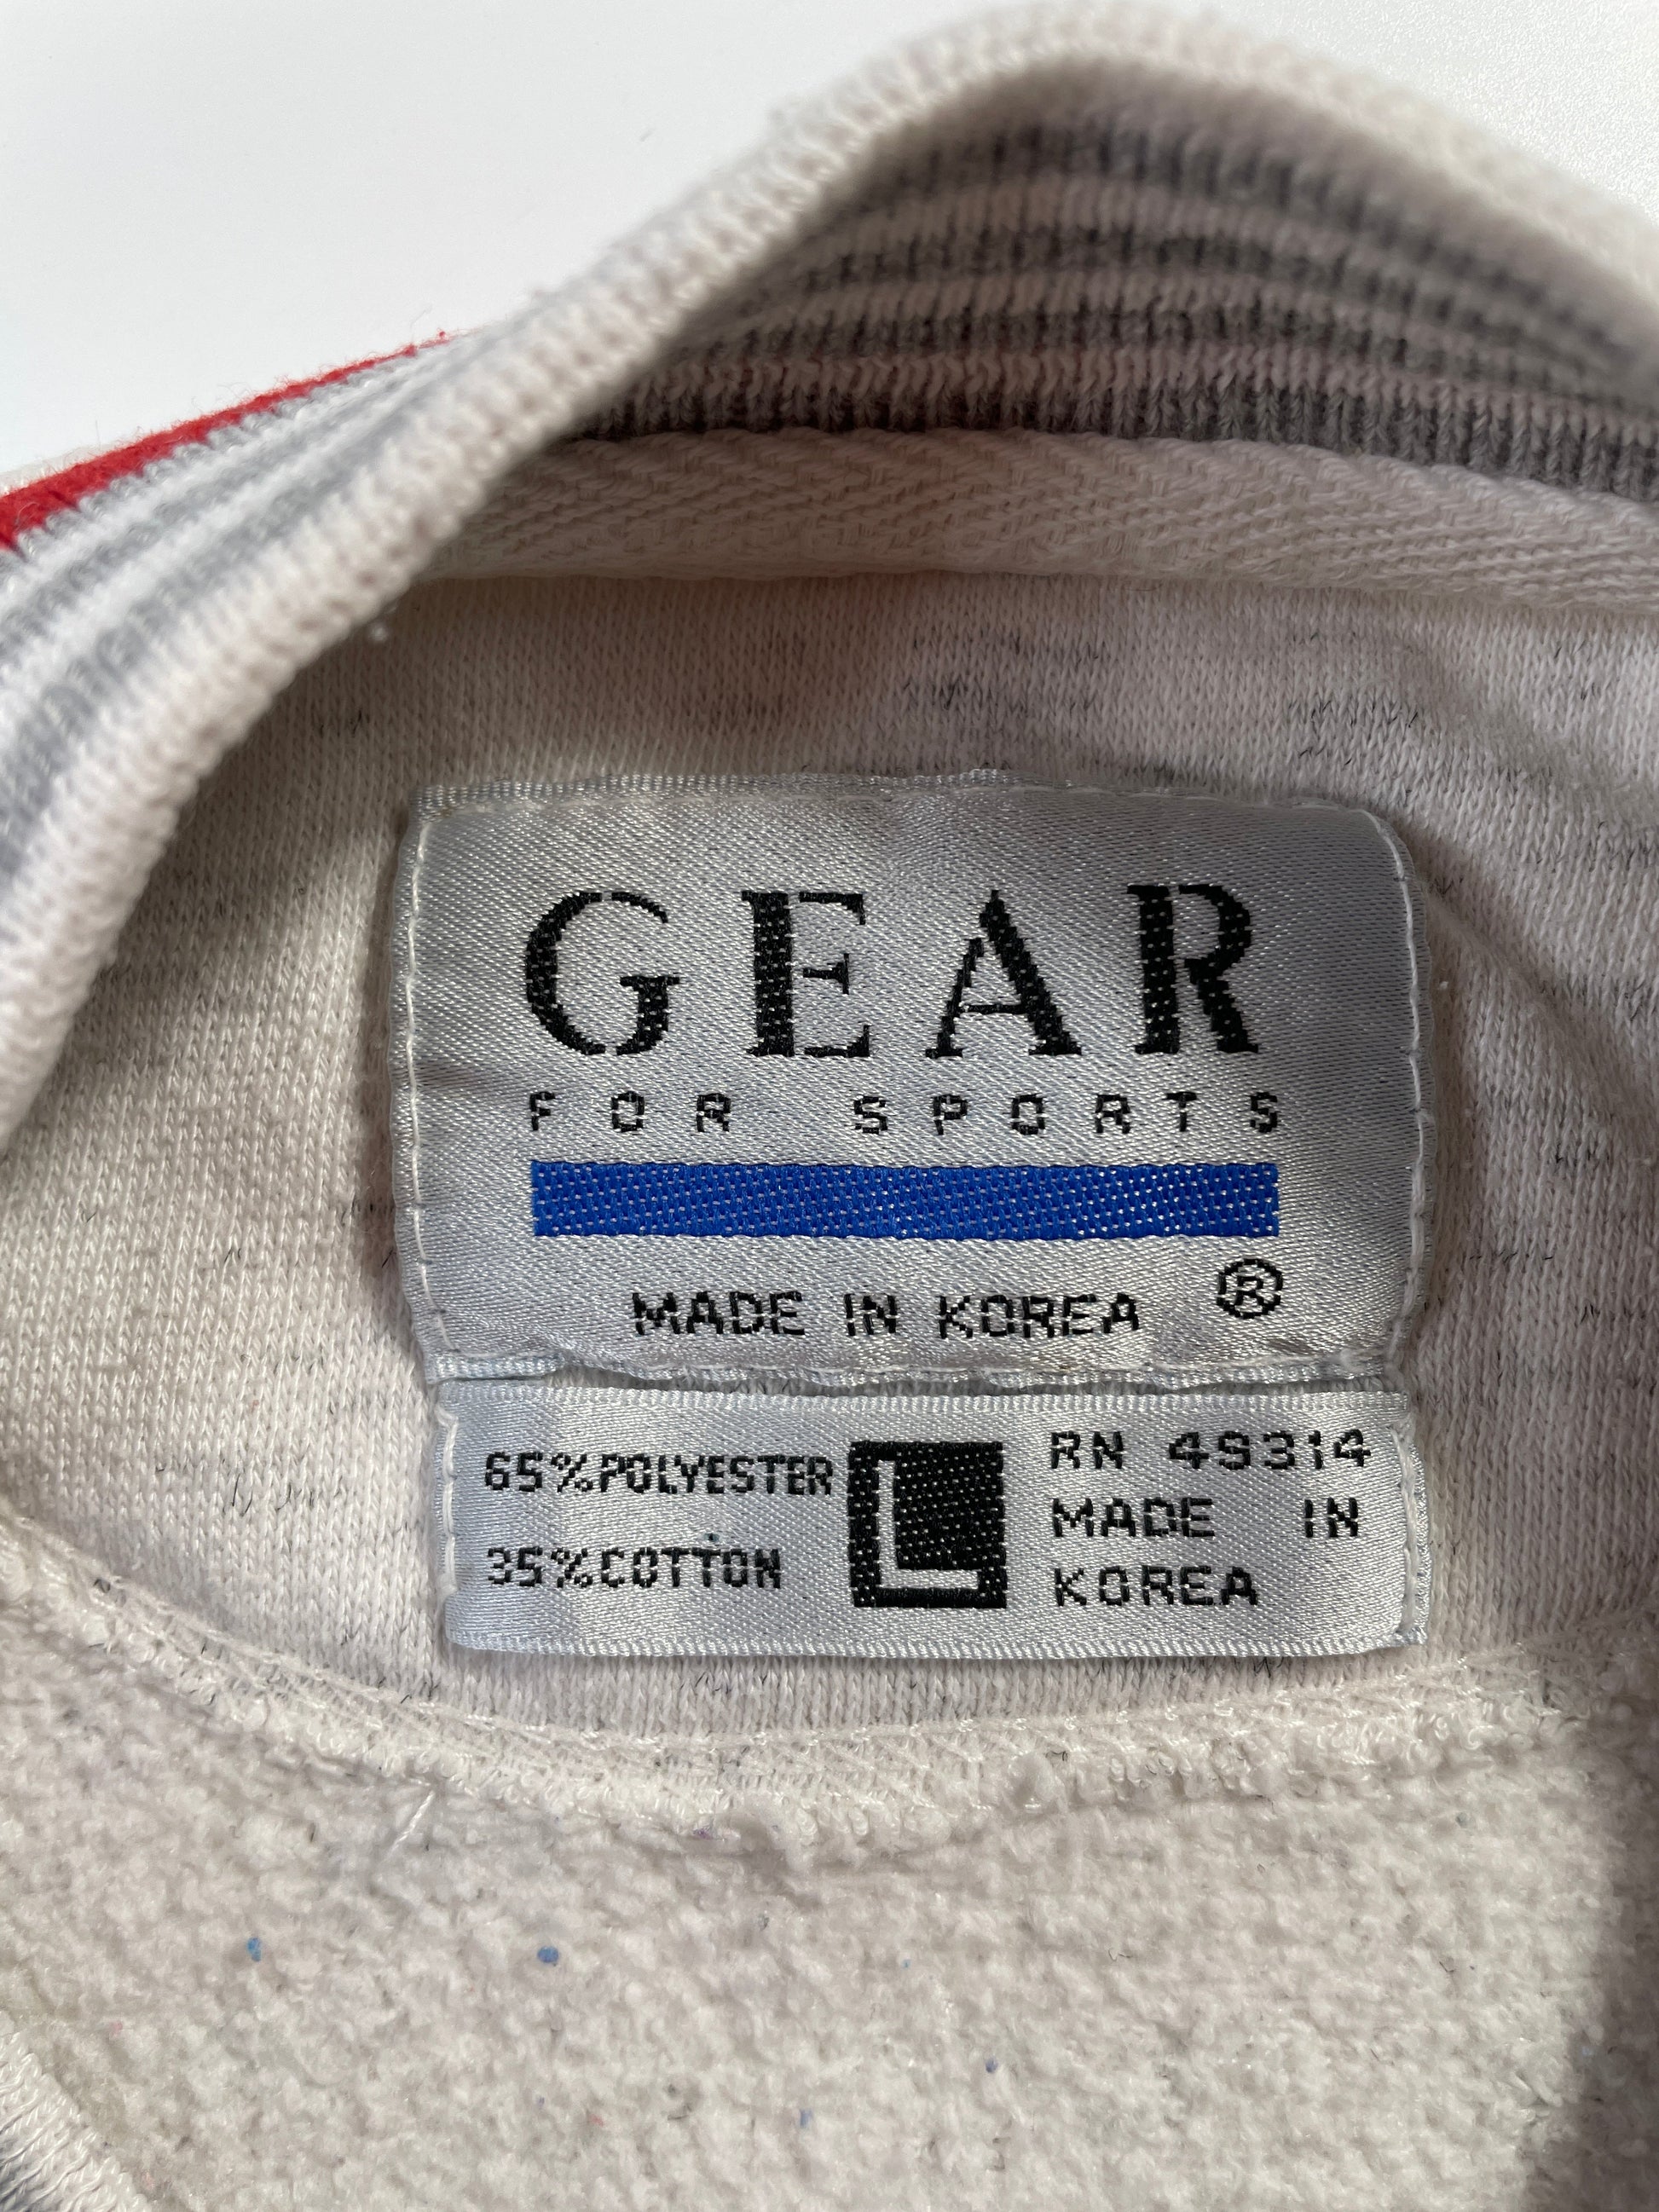 GEAR
FOR SPORTS
MADE IN KOREA ®
65%POLYESTER
35%COTTON
L
RN 49314
MADE IN
KOREA